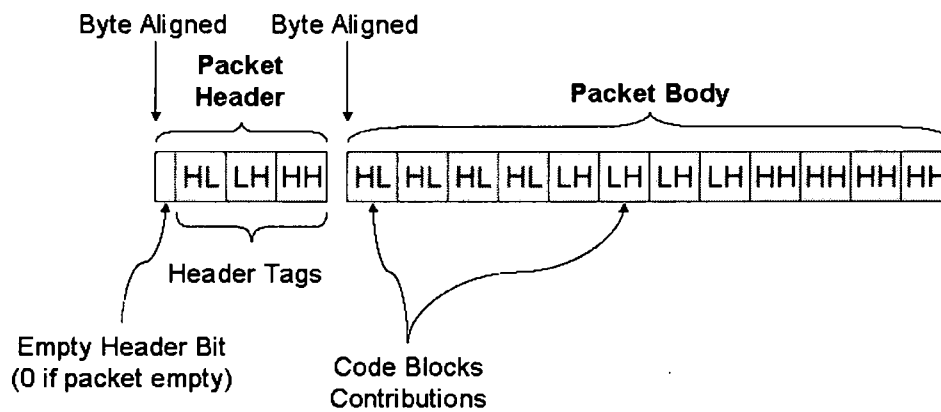 Byte Aligned Byte Aligned
Packet
Header
Packet Body
HL LH HH HL HL HL HL LH LH LH LH HH HH HH HH
Header Tags
Empty Header Bit
(0 if packet empty)
Code Blocks
Contributions